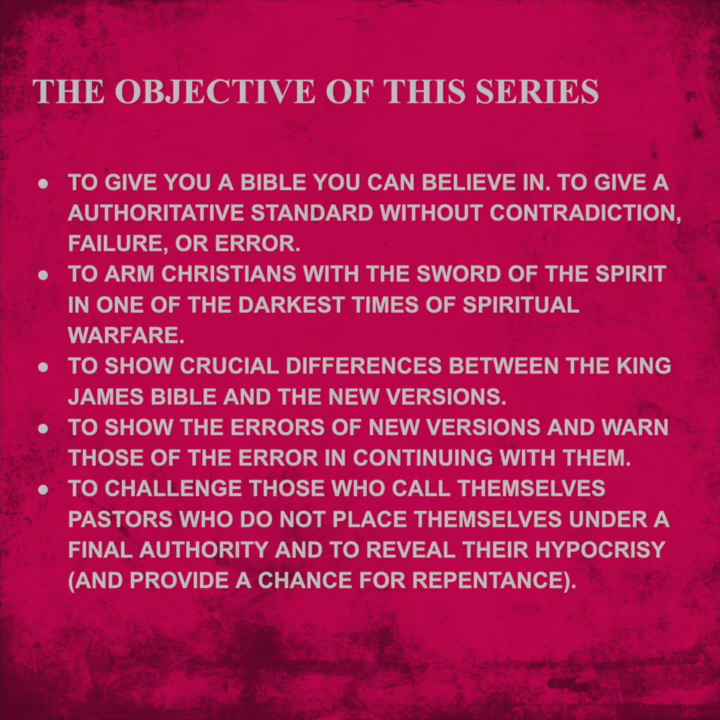 THE OBJECTIVE OF THIS SERIES
● TO GIVE YOU A BIBLE YOU CAN BELIEVE IN. TO GIVE A
AUTHORITATIVE STANDARD WITHOUT CONTRADICTION,
FAILURE, OR ERROR.
● TO ARM CHRISTIANS WITH THE SWORD OF THE SPIRIT
IN ONE OF THE DARKEST TIMES OF SPIRITUAL
WARFARE.
● TO SHOW CRUCIAL DIFFERENCES BETWEEN THE KING
JAMES BIBLE AND THE NEW VERSIONS.
● TO SHOW THE ERRORS OF NEW VERSIONS AND WARN
THOSE OF THE ERROR IN CONTINUING WITH THEM.
● TO CHALLENGE THOSE WHO CALL THEMSELVES
PASTORS WHO DO NOT PLACE THEMSELVES UNDER A
FINAL AUTHORITY AND TO REVEAL THEIR HYPOCRISY
(AND PROVIDE A CHANCE FOR REPENTANCE).